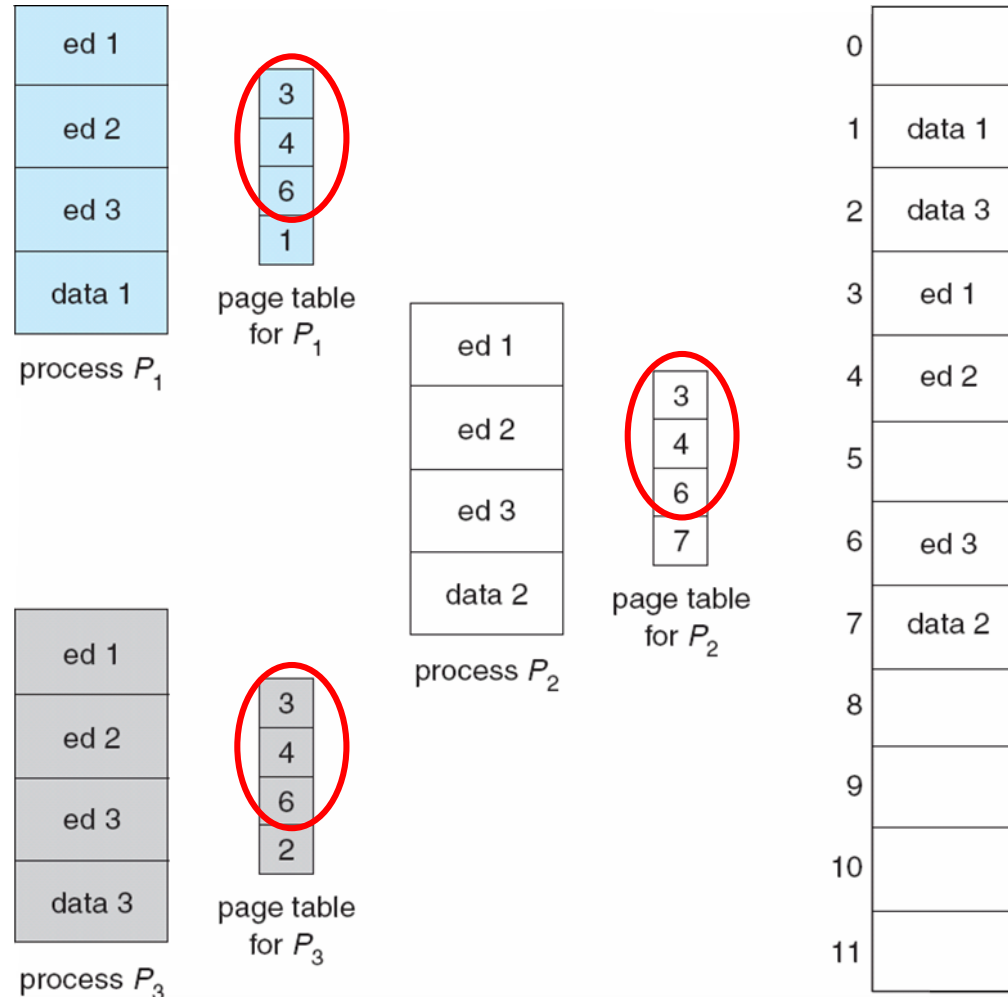 ed 1
ed 2
ed 3
data 1
process P1
3
4
6
1
page table
for P1
ed 1
ed 2
ed 3
data 2
process P2
3
4
6
7
page table
for P2
ed 1
ed 2
ed 3
data 3
process P3
3
4
6
2
page table
for P3
0
1 data 1
2 data 3
3 ed 1
4 ed 2
5
6 ed 3
7 data 2
8
9
10
11